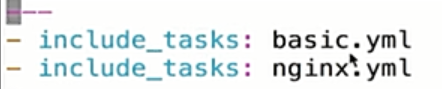 ---
- include_tasks: basic.yml
- include_tasks: nginx.yml